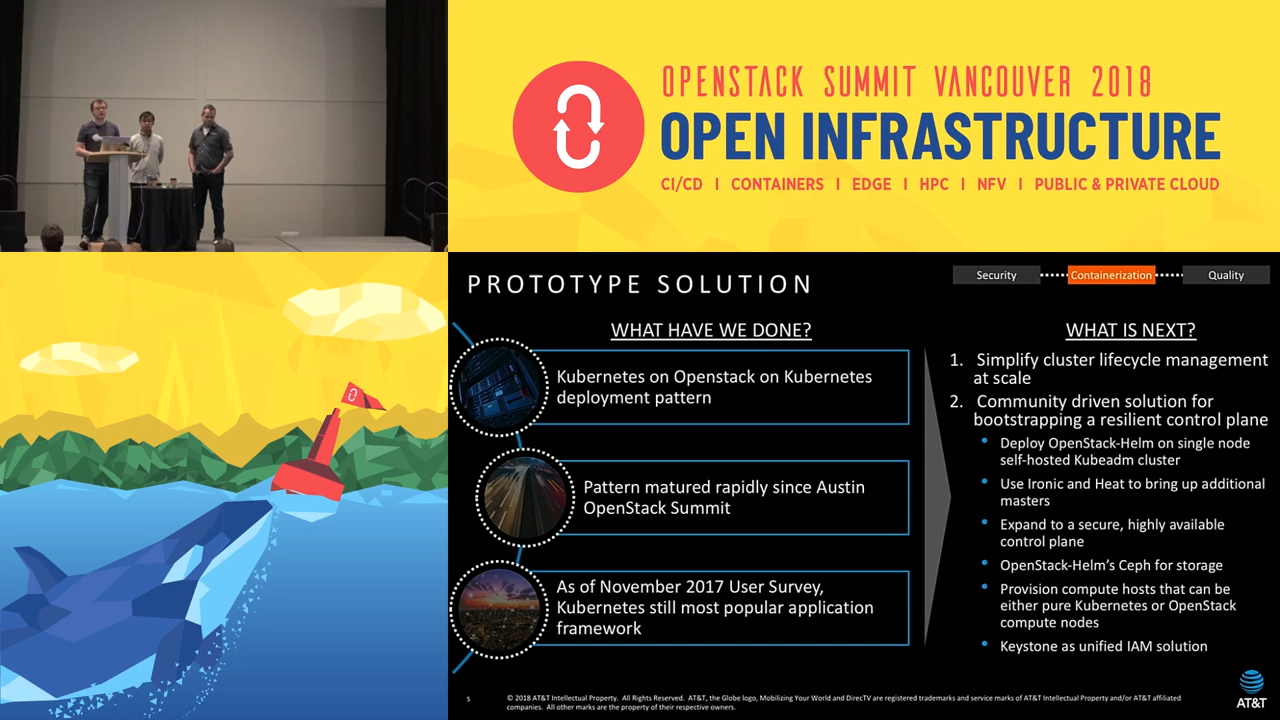 OPENSTACK SUMMIT VANCOUVER 2018
OPEN INFRASTRUCTURE
CI/CD | CONTAINERS | EDGE | HPC | NFV | PUBLIC & PRIVATE CLOUD
PROTOTYPE SOLUTION
Security
Containerization
Quality
WHAT HAVE WE DONE?
Kubernetes on Openstack on Kubernetes
deployment pattern
Pattern matured rapidly since Austin
OpenStack Summit
As of November 2017 User Survey,
Kubernetes still most popular application
framework
WHAT IS NEXT?
1. Simplify cluster lifecycle management
at scale
2. Community driven solution for
bootstrapping a resilient control plane
• Deploy OpenStack-Helm on single node
self-hosted Kubeadm cluster
• Use Ironic and Heat to bring up additional
masters
• Expand to a secure, highly available
control plane
• OpenStack-Helm's Ceph for storage
• Provision compute hosts that can be
either pure Kubernetes or OpenStack
compute nodes
• Keystone as unified IAM solution
5
© 2018 AT&T Intellectual Property. All Rights Reserved. AT&T, the Globe logo, Mobilizing Your World and DirecTV are registered trademarks and service marks of AT&T Intellectual Property and/or AT&T affiliated
companies. All other marks are the property of their respective owners.
AT&T